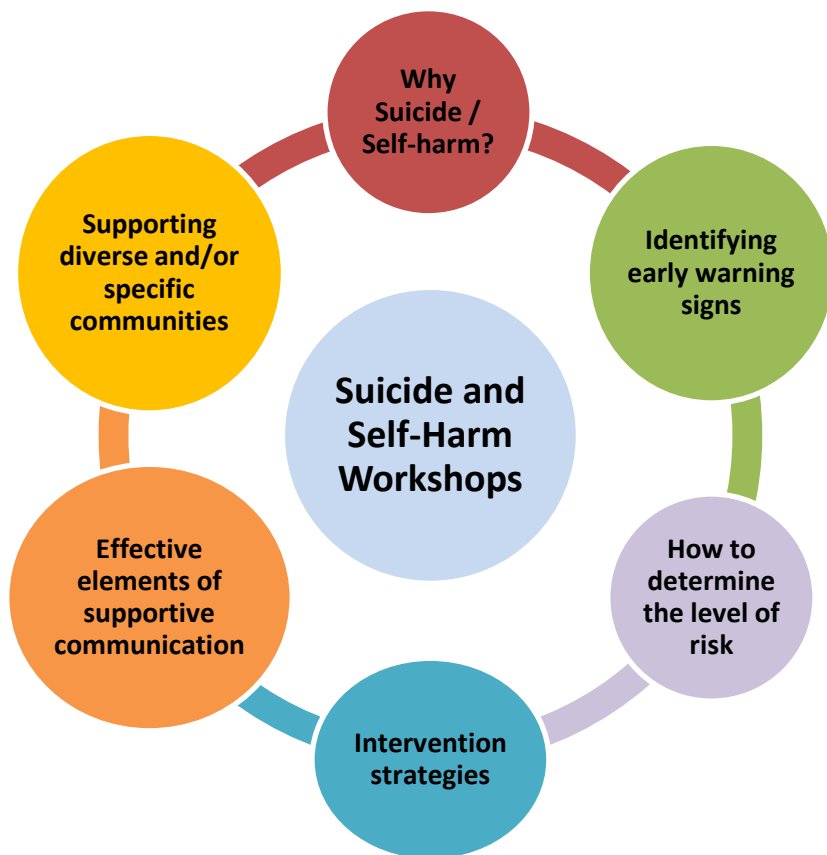 Why
Suicide /
Self-harm?
Identifying
early warning
signs
How to
determine
the level of
risk
Intervention
strategies
Effective
elements of
supportive
communication
Supporting
diverse and/or
specific
communities
Suicide and
Self-Harm
Workshops